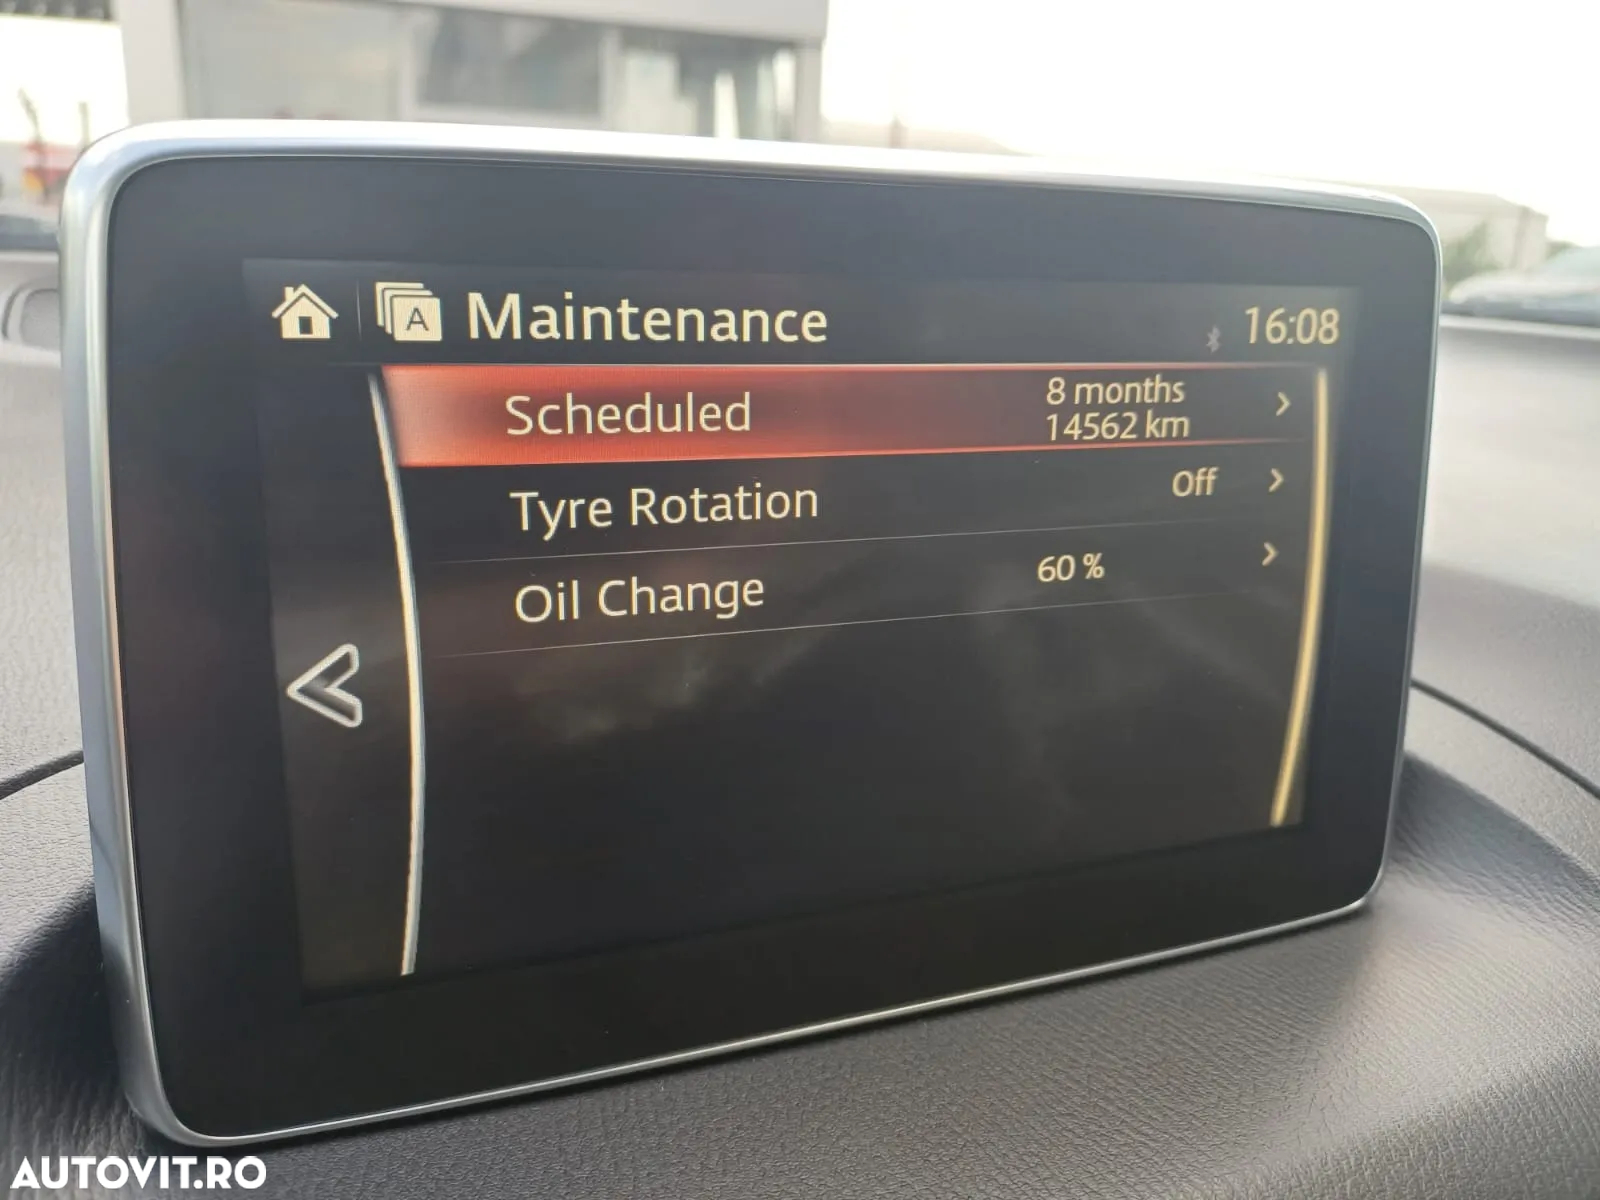 A Maintenance 16:08
Scheduled 8 months
14562 km
Tyre Rotation Off
Oil Change 60 %
AUTOVIT.RO